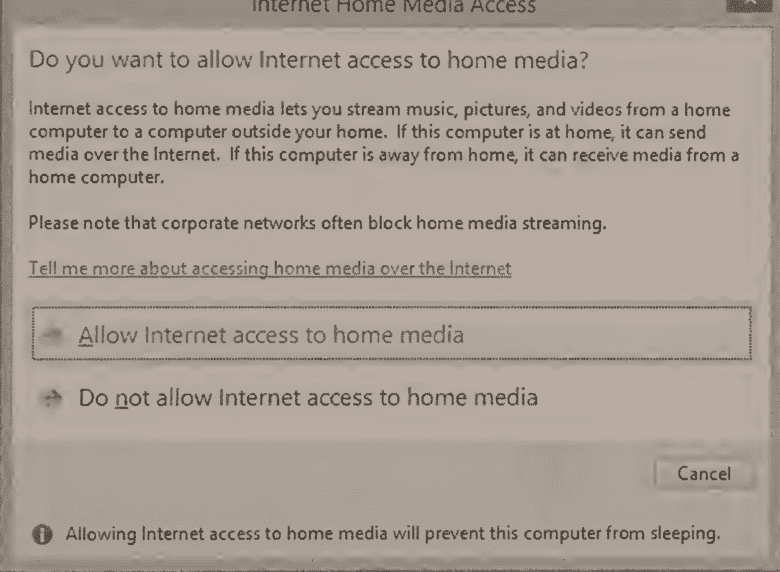 Internet Home Media Access
Do you want to allow Internet access to home media?
Internet access to home media lets you stream music, pictures, and videos from a home
computer to a computer outside your home. If this computer is at home, it can send
media over the Internet. If this computer is away from home, it can receive media from a
home computer.
Please note that corporate networks often block home media streaming.
Tell me more about accessing home media over the Internet
Allow Internet access to home media
Do not allow Internet access to home media
Cancel
Allowing Internet access to home media will prevent this computer from sleeping.